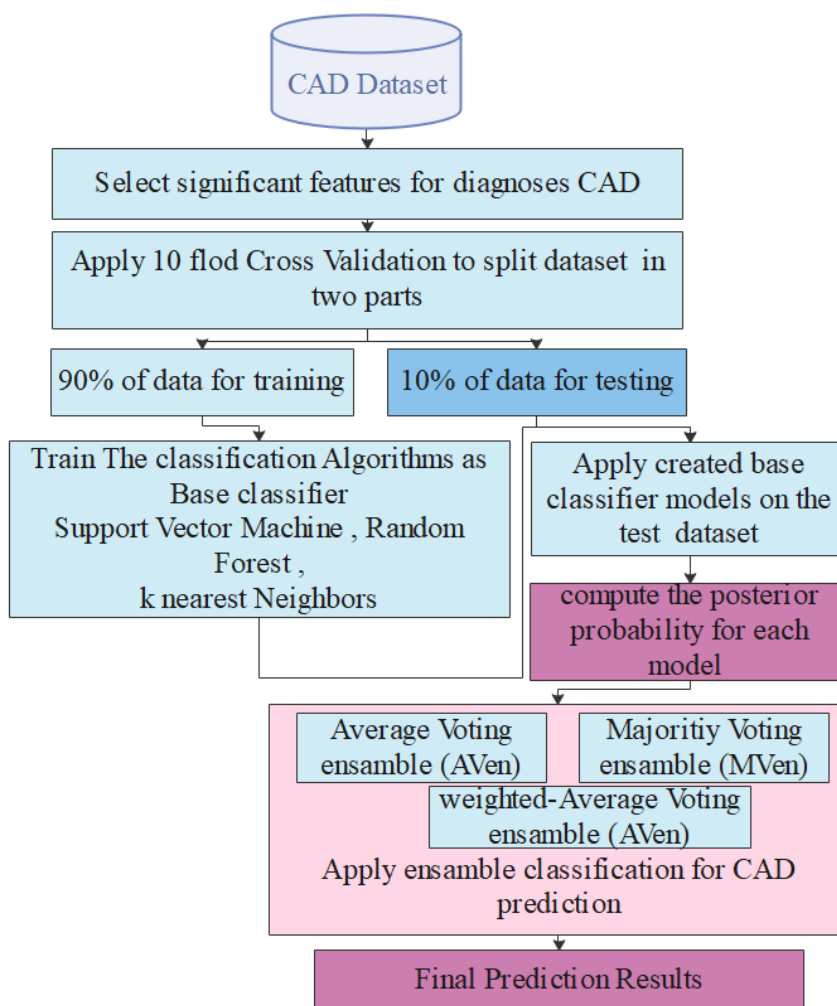 CAD Dataset
Select significant features for diagnoses CAD
Apply 10 flod Cross Validation to split dataset in
two parts
90% of data for training
10% of data for testing
Train The classification Algorithms as
Base classifier
Support Vector Machine , Random
Forest ,
k nearest Neighbors
Apply created base
classifier models on the
test dataset
compute the posterior
probability for each
model
Average Voting
ensamble (AVen)
Majoritiy Voting
ensamble (MVen)
weighted-Average Voting
ensamble (AVen)
Apply ensamble classification for CAD
prediction
Final Prediction Results